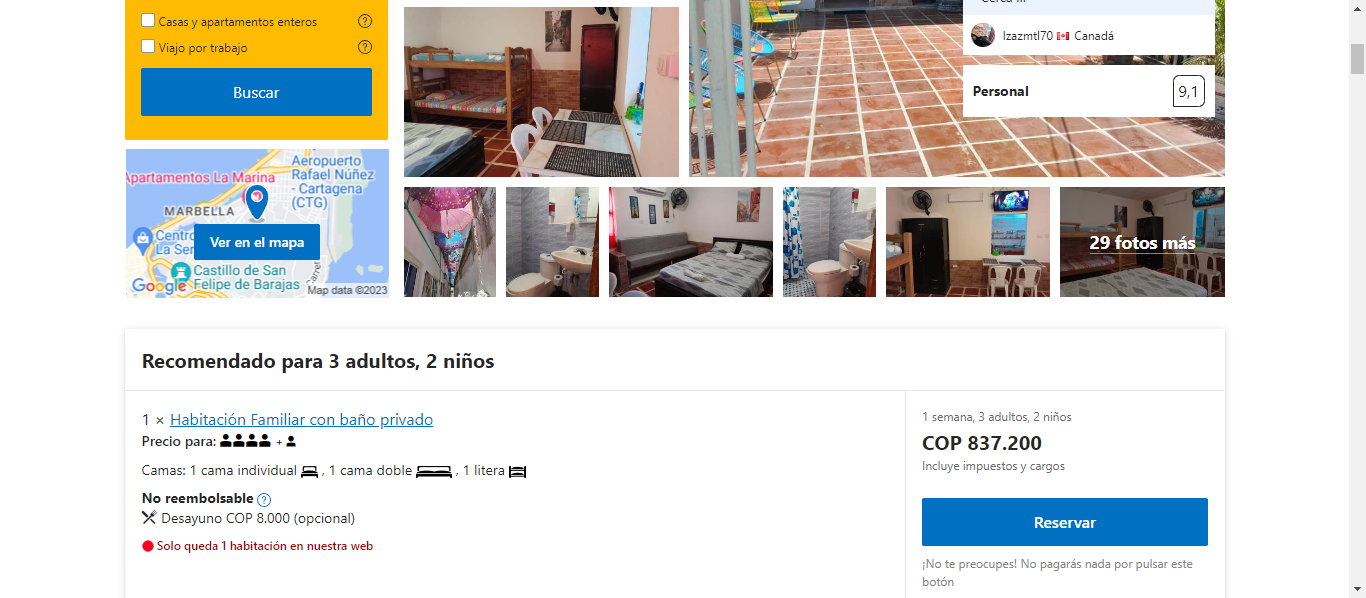 Casas y apartamentos enteros
Viajo por trabajo
Buscar
Izazmtl70 Canadá
Personal 9,1
Apartamentos La Marina
Aeropuerto
Rafael Núñez
- Cartagena
(CTG)
MARBELLA
Ver en el mapa
Castillo de San
Felipe de Barajas
Google
Map data ©2023
29 fotos más
Recomendado para 3 adultos, 2 niños
1 × Habitación Familiar con baño privado
Precio para: +
Camas: 1 cama individual , 1 cama doble , 1 litera
No reembolsable ?
Desayuno COP 8.000 (opcional)
Solo queda 1 habitación en nuestra web
1 semana, 3 adultos, 2 niños
COP 837.200
Incluye impuestos y cargos
Reservar
¡No te preocupes! No pagarás nada por pulsar este
botón